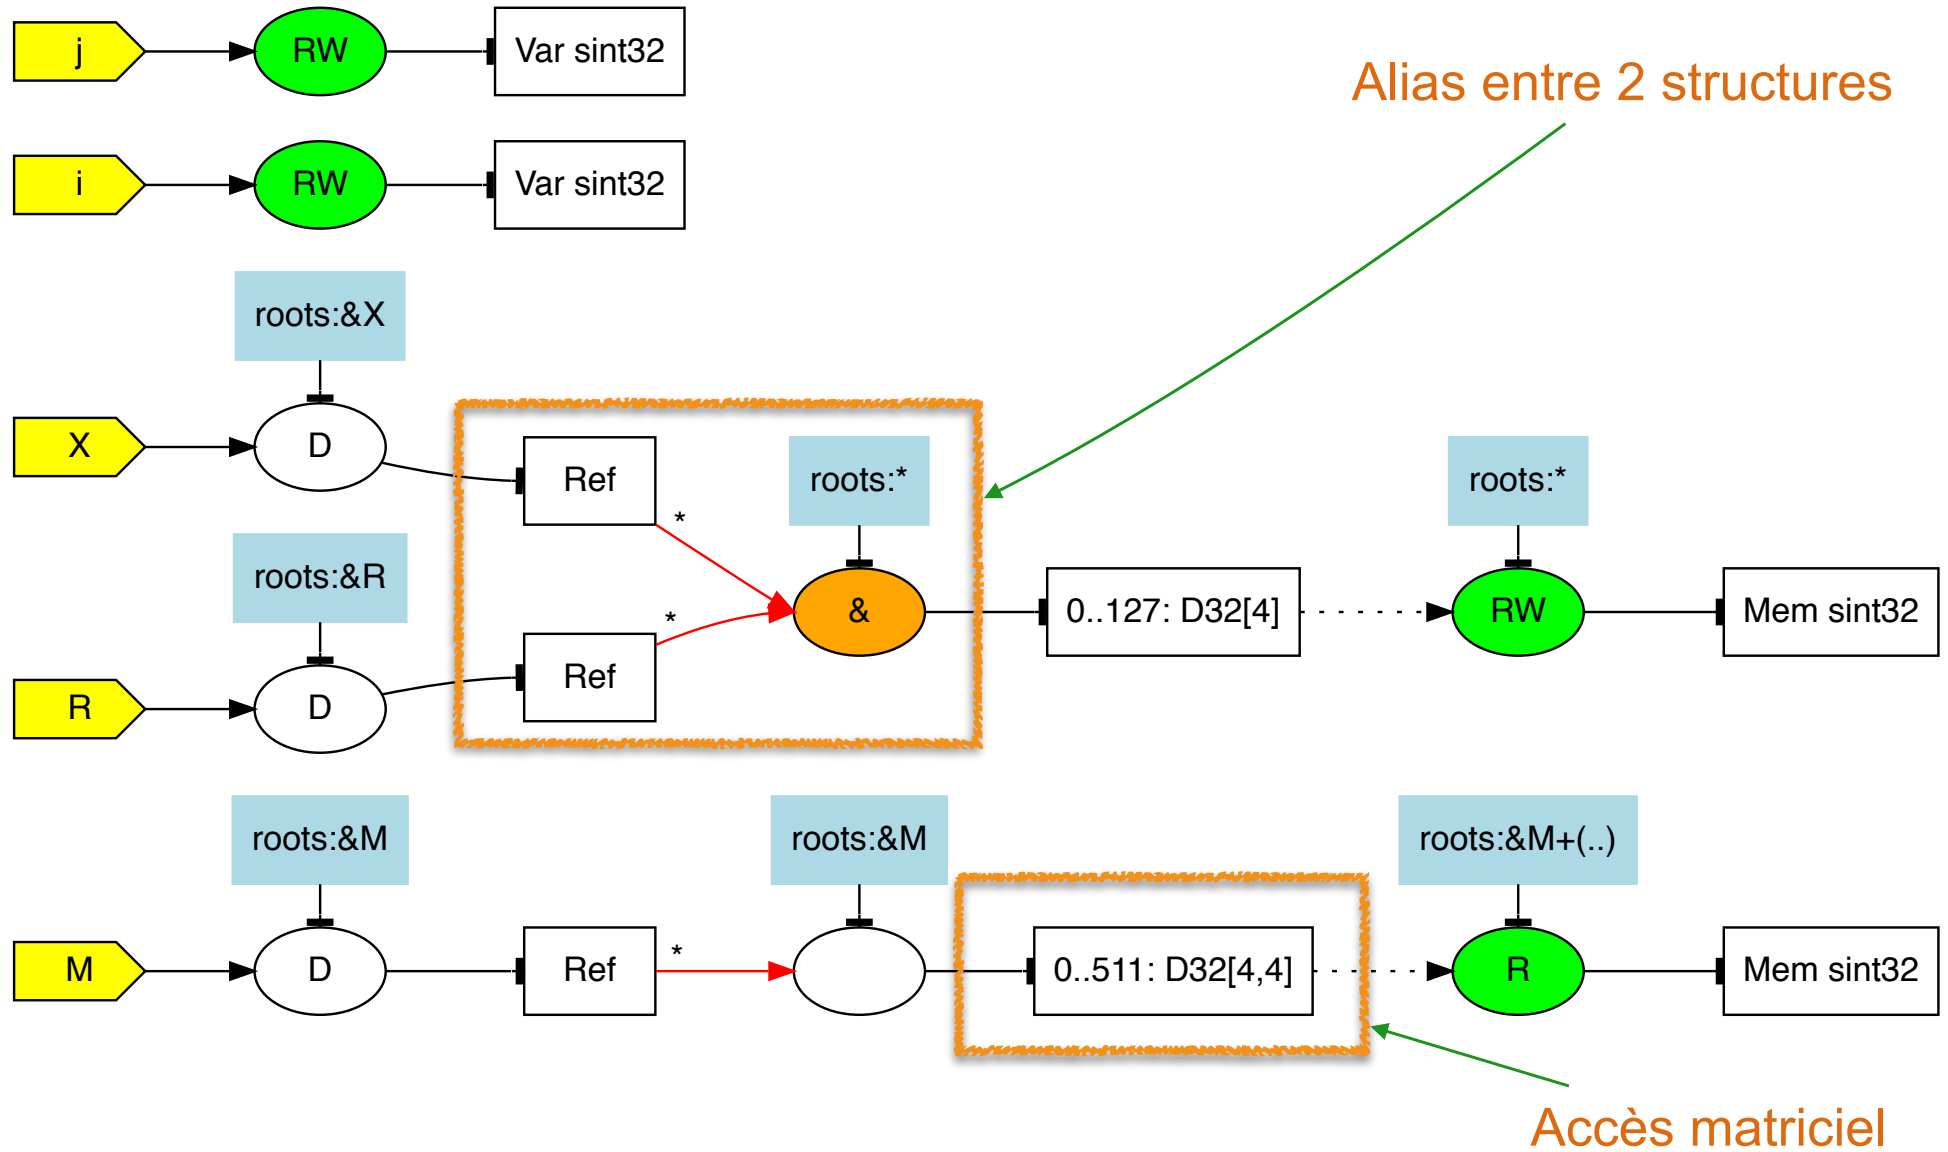 j RW Var sint32
Alias entre 2 structures
i RW Var sint32
roots:&X
X D Ref roots:* roots:*
*
roots:&R
* & 0..127: D32[4] RW Mem sint32
R D Ref
roots:&M roots:&M roots:&M+(..)
*
M D Ref 0..511: D32[4,4] R Mem sint32
Accès matriciel